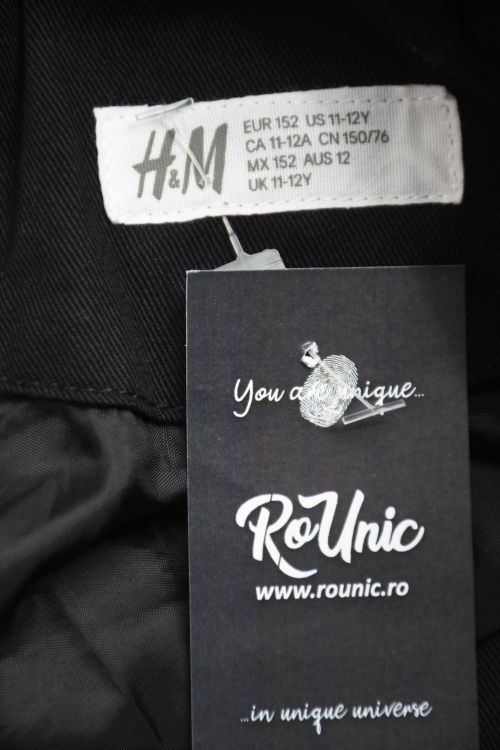 H&M
EUR 152 US 11-12Y
CA 11-12A CN 150/76
MX 152 AUS 12
UK 11-12Y
You are unique...
RoUnic
www.rounic.ro
...in unique universe